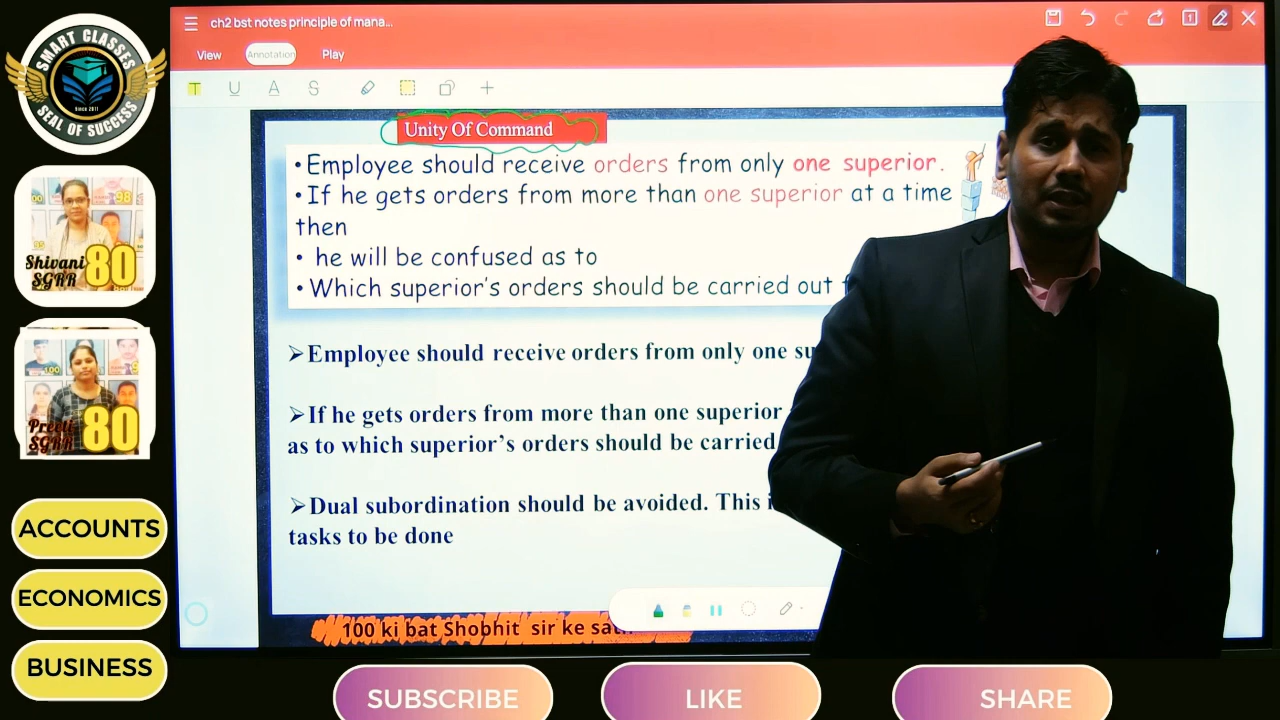 SMART CLASSES
Since 2011
SEAL OF SUCCESS
Shivani 80
SGRR
Preeti 80
SGRR
ACCOUNTS
ECONOMICS
BUSINESS
ch2 bst notes principle of mana...
View Annotation Play
Unity Of Command
•Employee should receive orders from only one superior.
•If he gets orders from more than one superior at a time
then
• he will be confused as to
•Which superior's orders should be carried out
➢Employee should receive orders from only one
➢If he gets orders from more than one superior
as to which superior's orders should be carried
➢Dual subordination should be avoided. This
tasks to be done
100 ki bat Shobhit sir ke
SUBSCRIBE LIKE SHARE